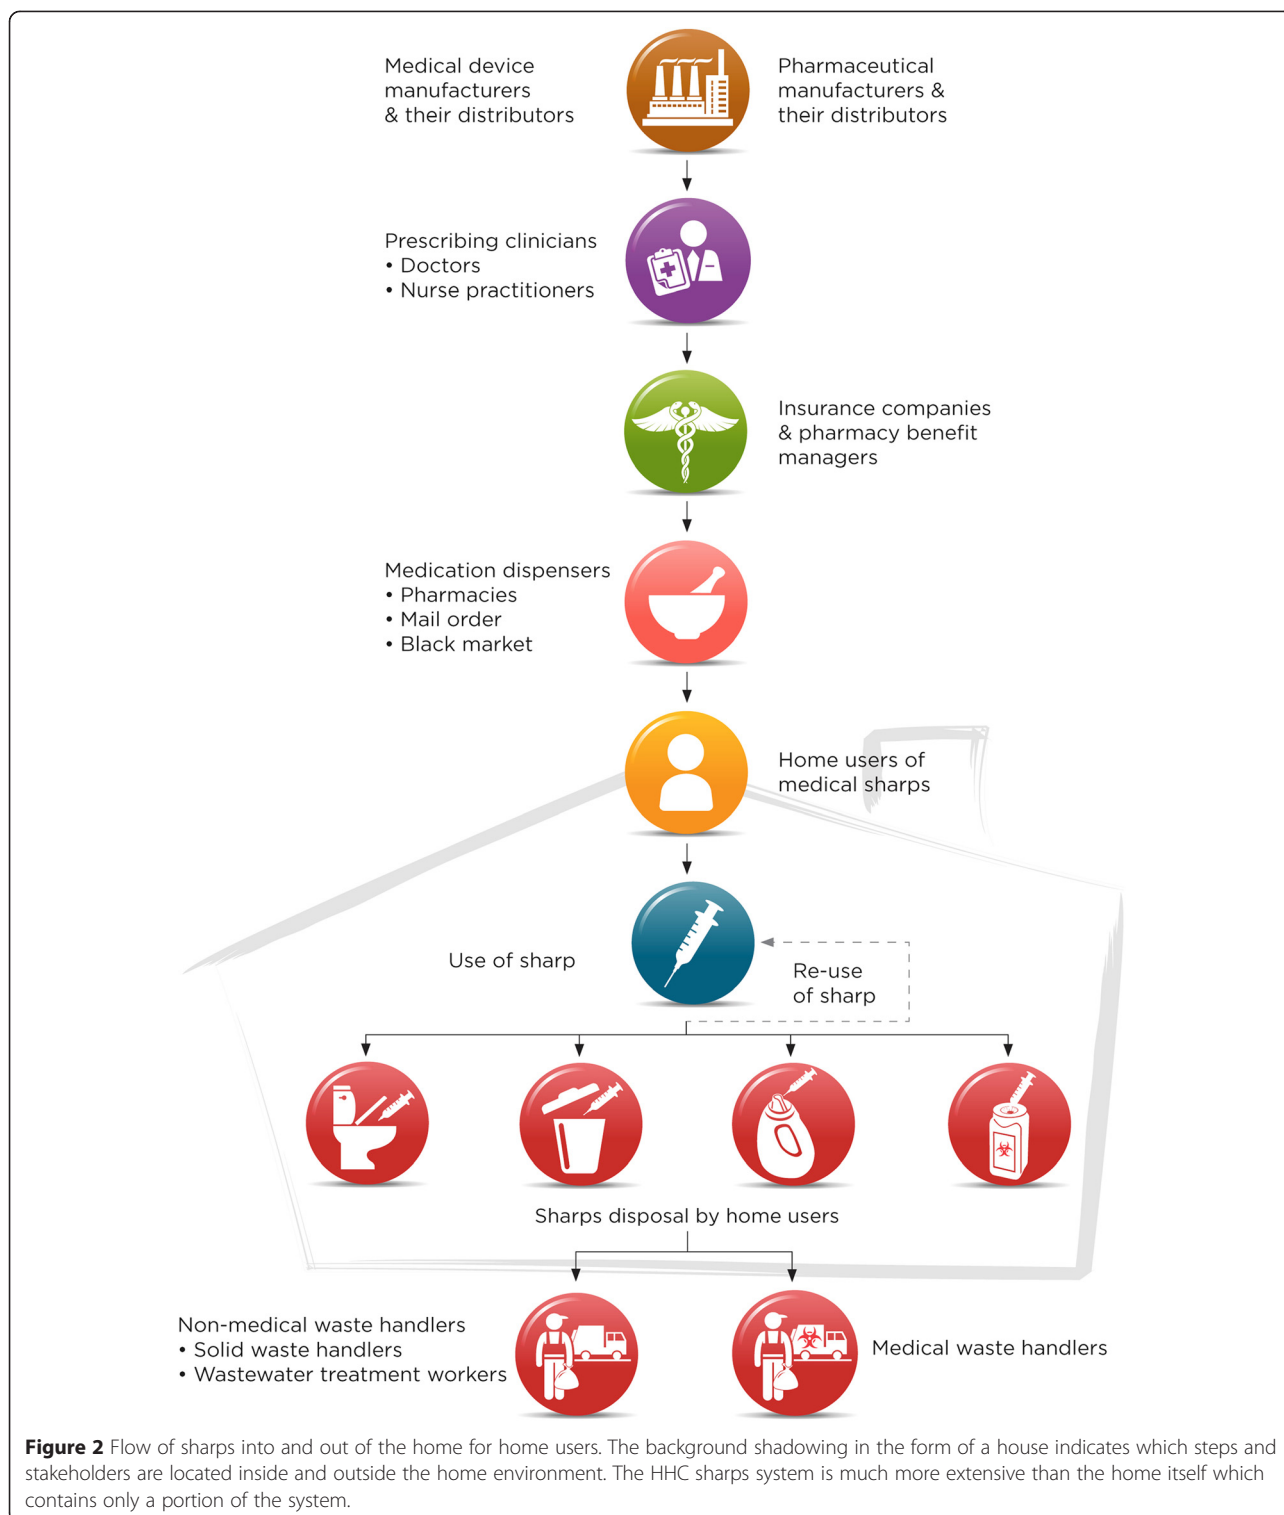 Medical device
manufacturers
& their distributors
Pharmaceutical
manufacturers &
their distributors
Prescribing clinicians
• Doctors
• Nurse practitioners
Insurance companies
& pharmacy benefit
managers
Medication dispensers
• Pharmacies
• Mail order
• Black market
Home users of
medical sharps
Use of sharp
Re-use
of sharp
Sharps disposal by home users
Non-medical waste handlers
• Solid waste handlers
• Wastewater treatment workers
Medical waste handlers
Figure 2 Flow of sharps into and out of the home for home users. The background shadowing in the form of a house indicates which steps and
stakeholders are located inside and outside the home environment. The HHC sharps system is much more extensive than the home itself which
contains only a portion of the system.